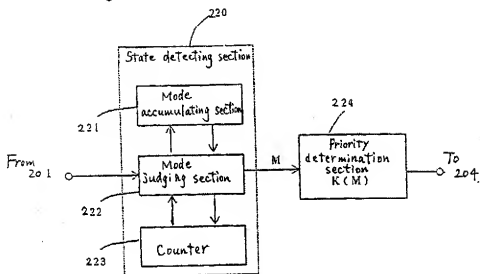 220
State detecting section
Mode
accumulating section
221
From
201
Mode
judging section
222
M
224
Priority
determination
section
K(M)
To
204
Counter
223